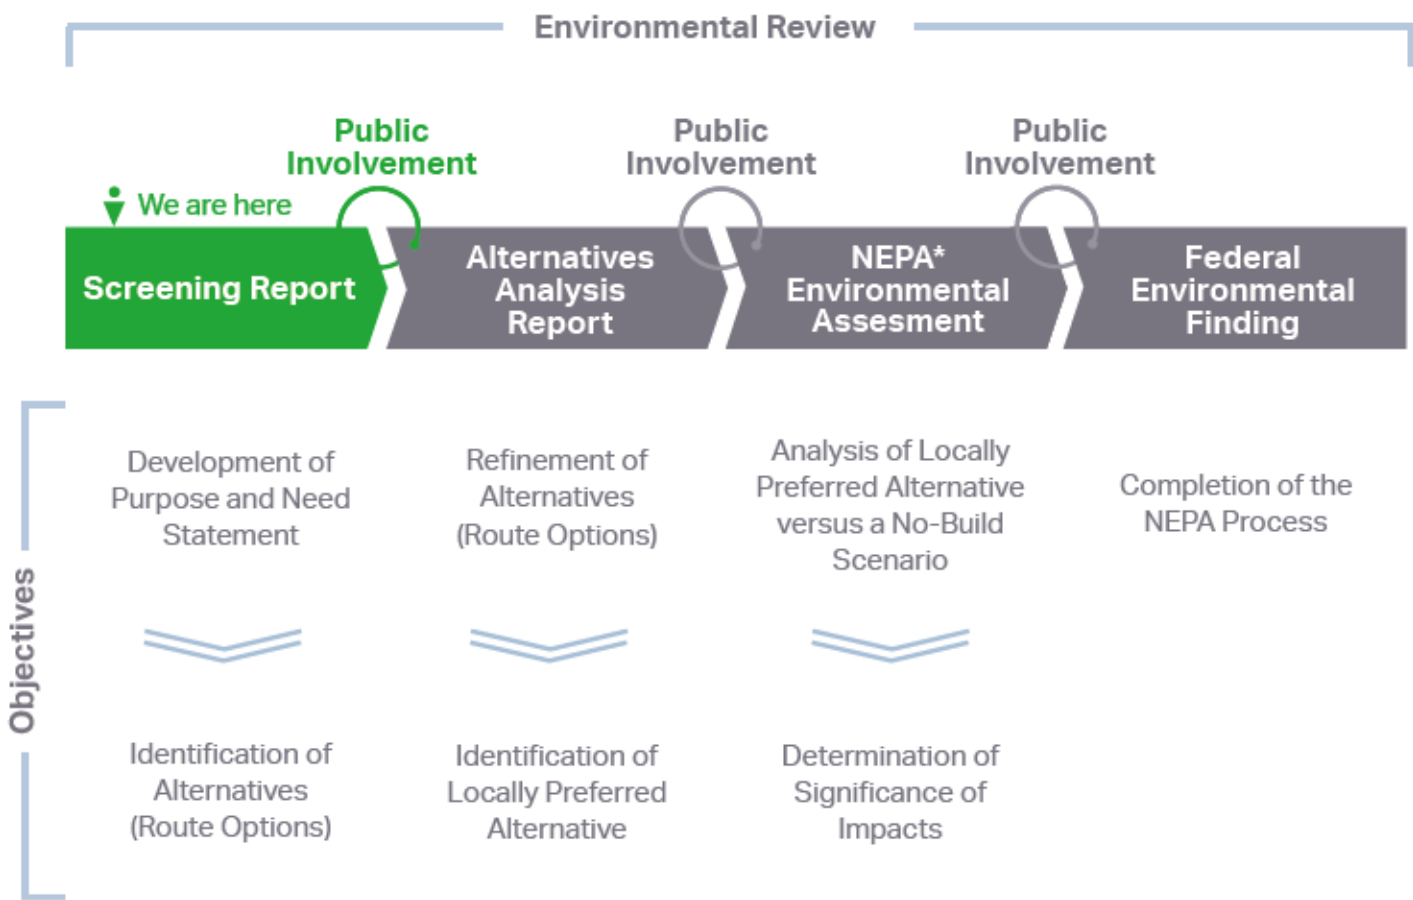 Environmental Review
Public
Involvement
Public
Involvement
Public
Involvement
We are here
Screening Report
Alternatives
Analysis
Report
NEPA*
Environmental
Assesment
Federal
Environmental
Finding
Objectives
Development of
Purpose and Need
Statement
Refinement of
Alternatives
(Route Options)
Analysis of Locally
Preferred Alternative
versus a No-Build
Scenario
Completion of the
NEPA Process
Identification of
Alternatives
(Route Options)
Identification of
Locally Preferred
Alternative
Determination of
Significance of
Impacts